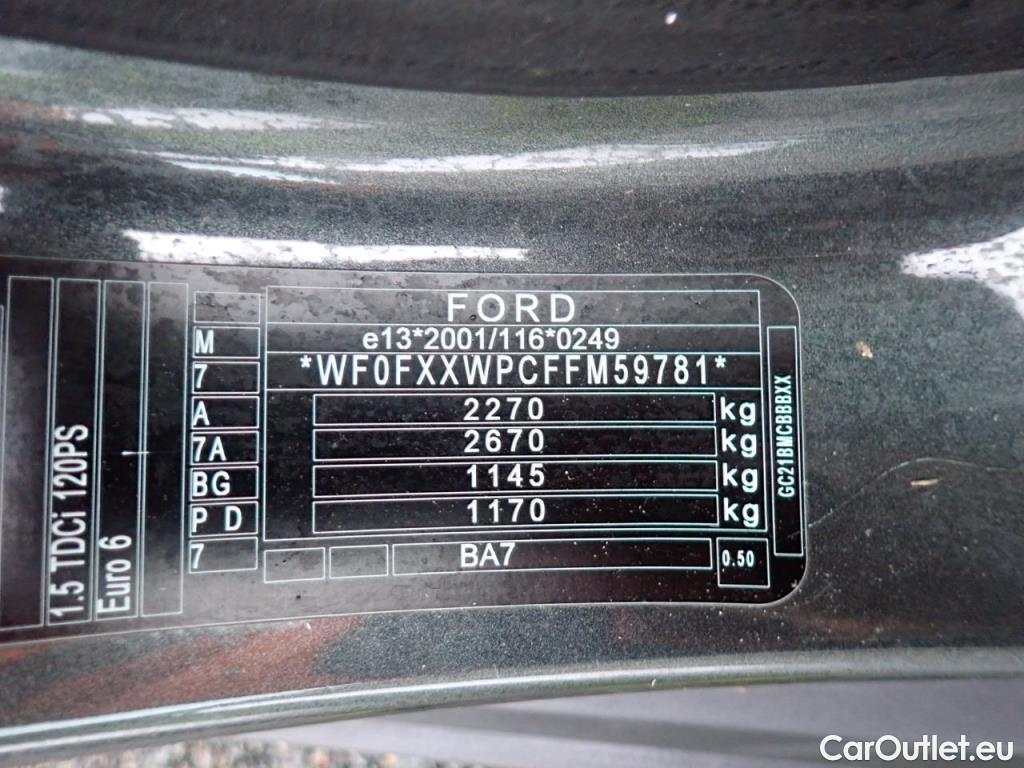 FORD
M e13*2001/116*0249
7 *WF0FXXWPCFFM59781*
A 2270 kg
7A 2670 kg
BG 1145 kg
P D 1170 kg
7 BA7 0.50
GC21BMCBBBXX
1.5 TDCi 120PS
Euro 6
CarOutlet.eu